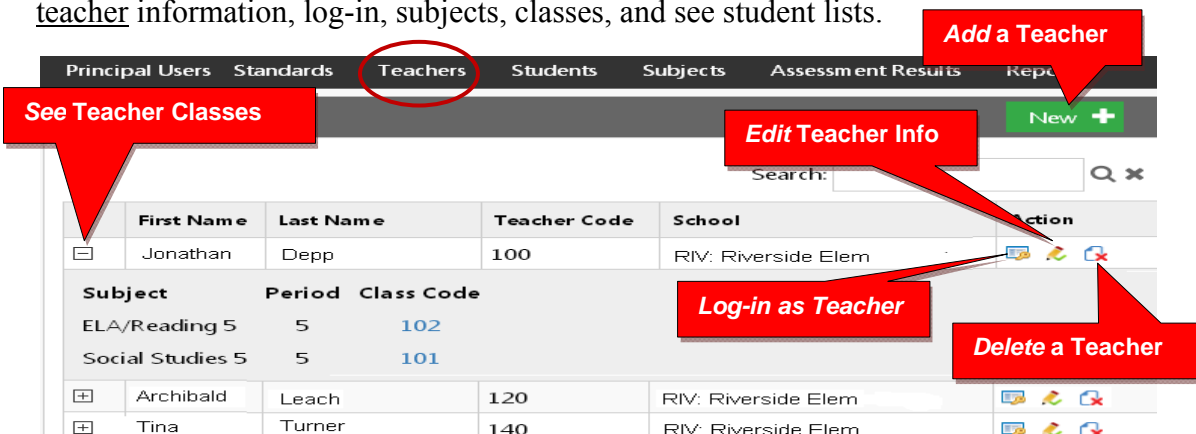 teacher information, log-in, subjects, classes, and see student lists.
Add a Teacher
Principal Users Standards Teachers Students Subjects Assessment Results
See Teacher Classes
New
Edit Teacher Info
Search:
First Name Last Name Teacher Code School Action
Jonathan Depp 100 RIV: Riverside Elem
Subject Period Class Code
Log-in as Teacher
ELA/Reading 5 5 102
Delete a Teacher
Social Studies 5 5 101
Archibald Leach 120 RIV: Riverside Elem
Tina Turner 140 RIV: Riverside Elem